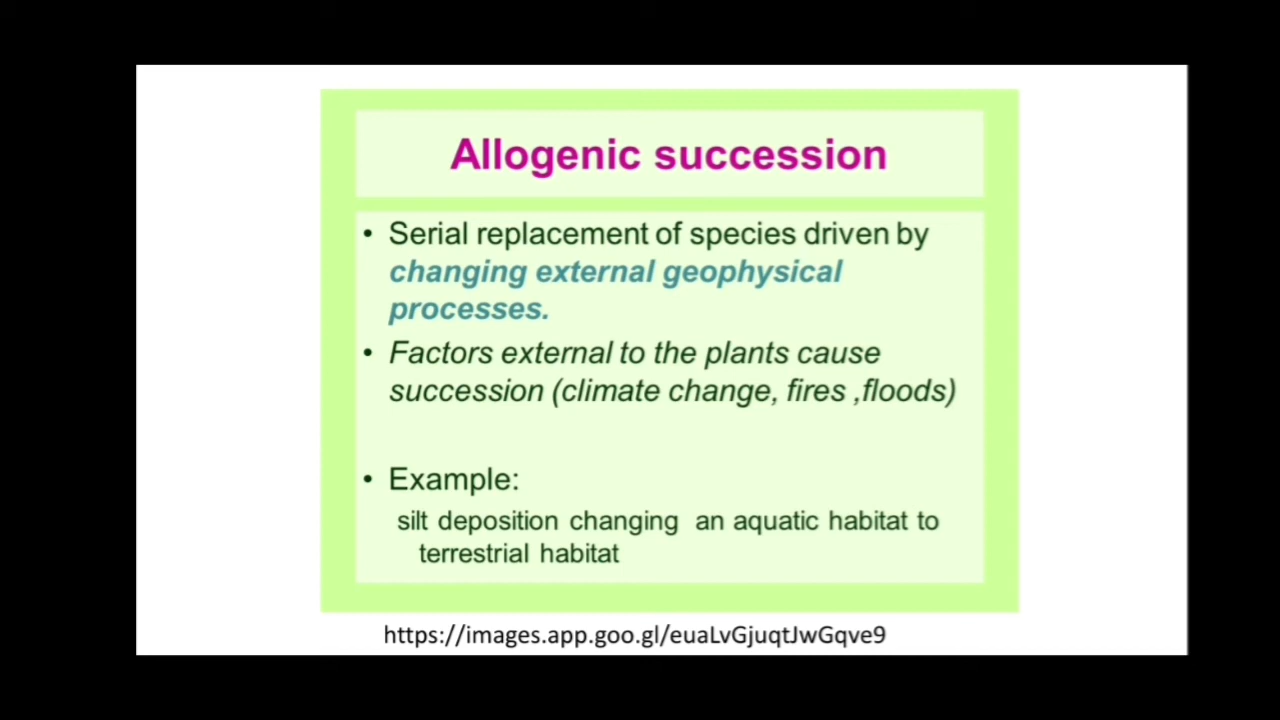 Allogenic succession
• Serial replacement of species driven by
changing external geophysical
processes.
• Factors external to the plants cause
succession (climate change, fires ,floods)
• Example:
silt deposition changing an aquatic habitat to
terrestrial habitat
https://images.app.goo.gl/euaLvGjuqtJwGqve9